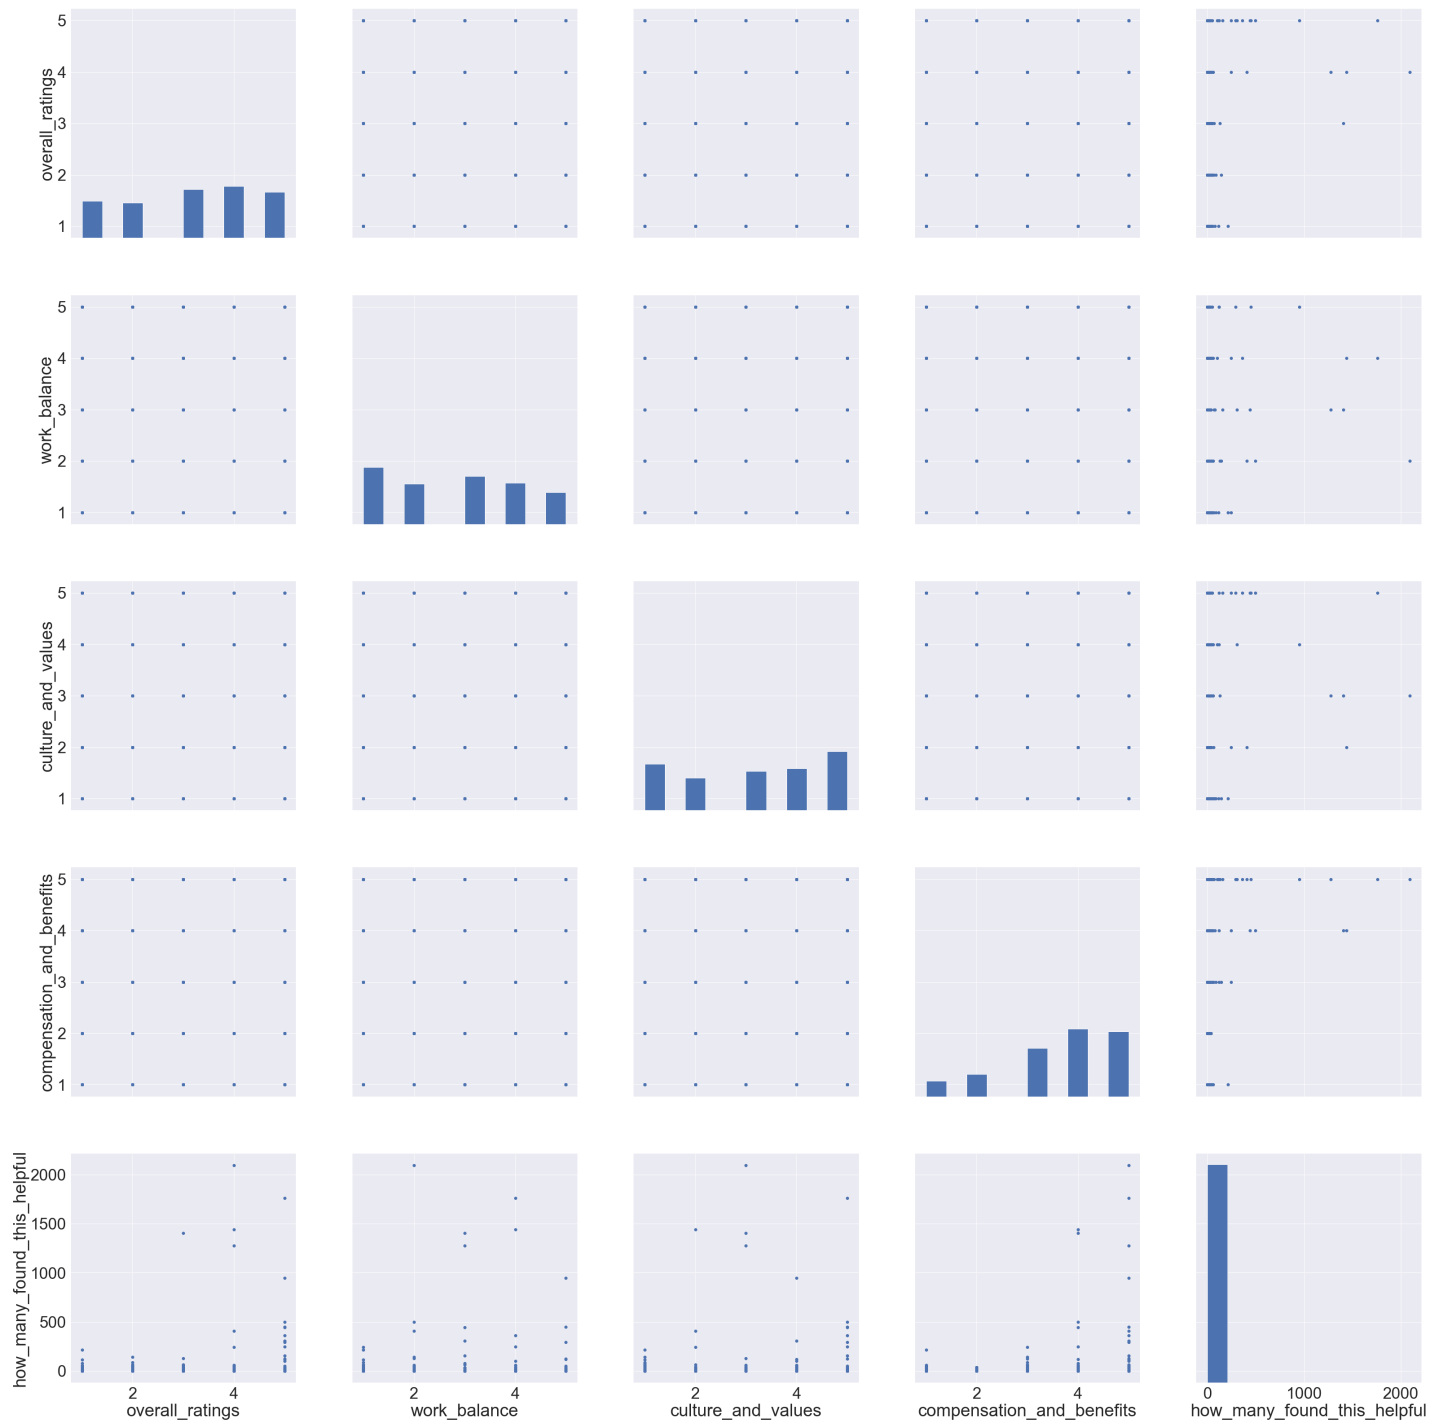 5
4
3
2
1
overall_ratings
5
4
3
2
1
work_balance
5
4
3
2
1
culture_and_values
5
4
3
2
1
compensation_and_benefits
2000
1500
1000
500
0
how_many_found_this_helpful
2 4
overall_ratings
2 4
work_balance
2 4
culture_and_values
2 4
compensation_and_benefits
0 1000 2000
how_many_found_this_helpful